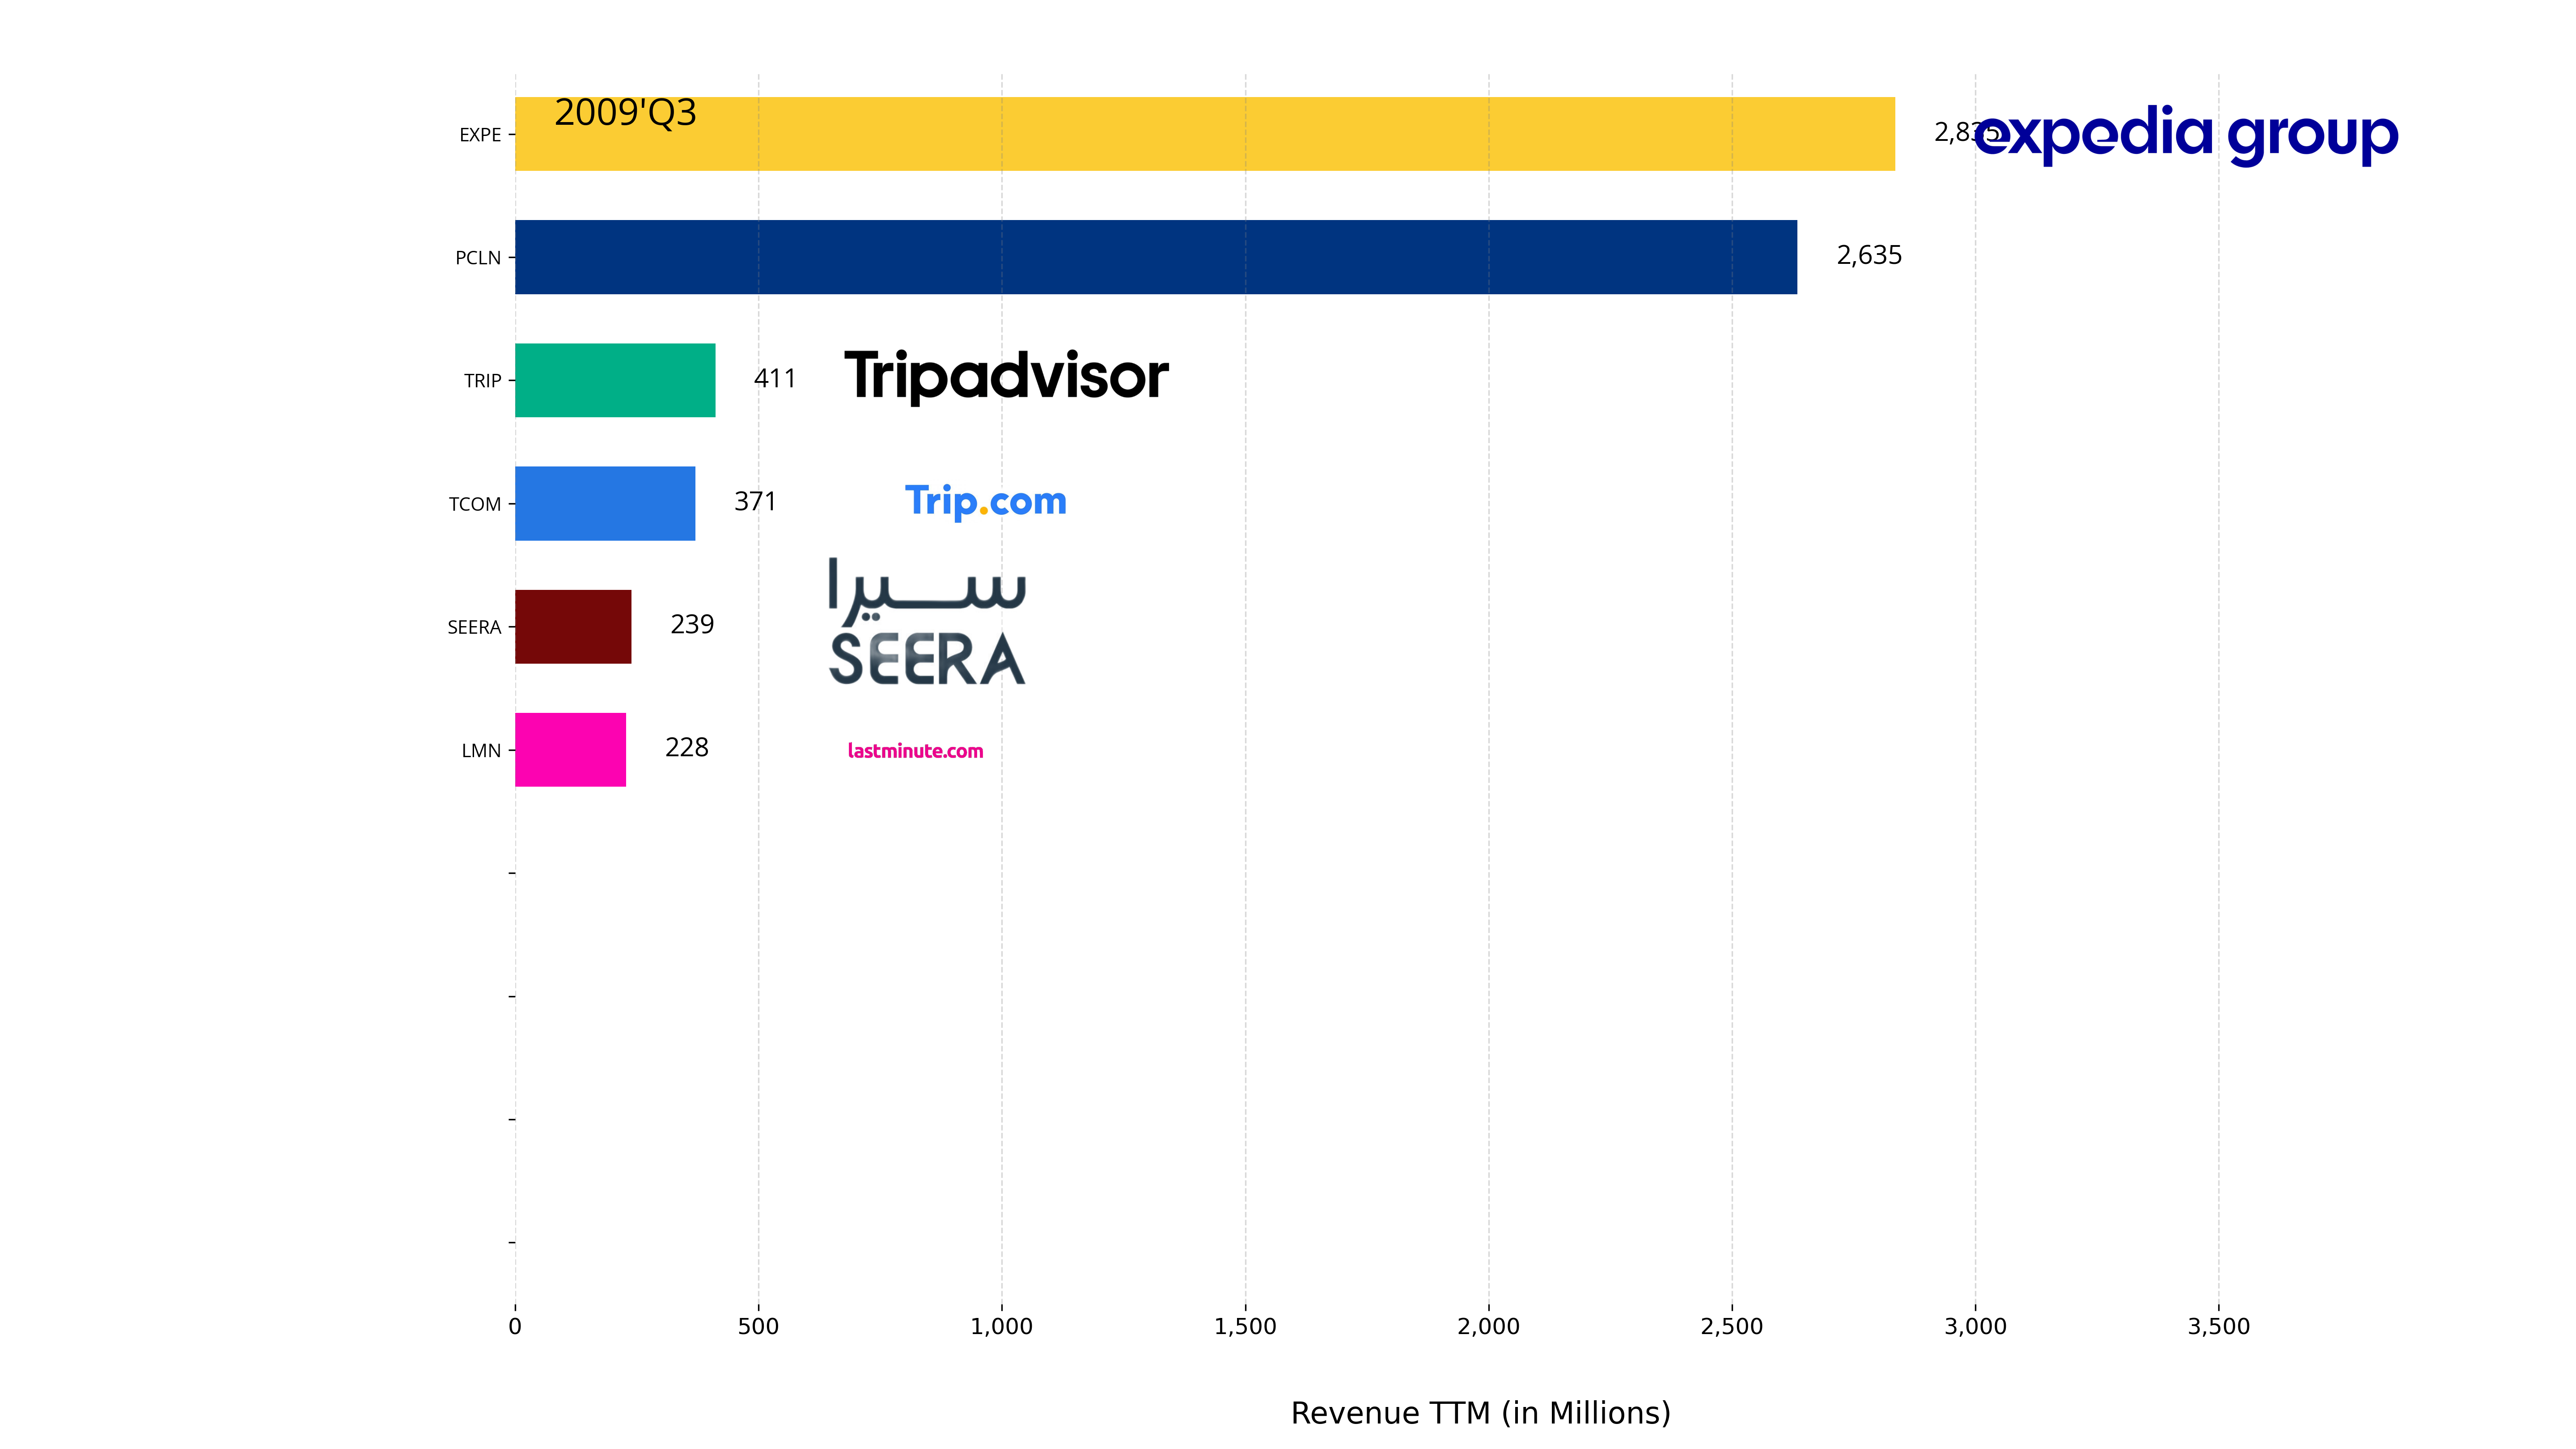 2009'Q3
EXPE
2,835
expedia group
PCLN
2,635
TRIP
411
Tripadvisor
TCOM
371
Trip.com
سيرا
SEERA
239
SEERA
LMN
228
lastminute.com
0
500
1,000
1,500
2,000
2,500
3,000
3,500
Revenue TTM (in Millions)